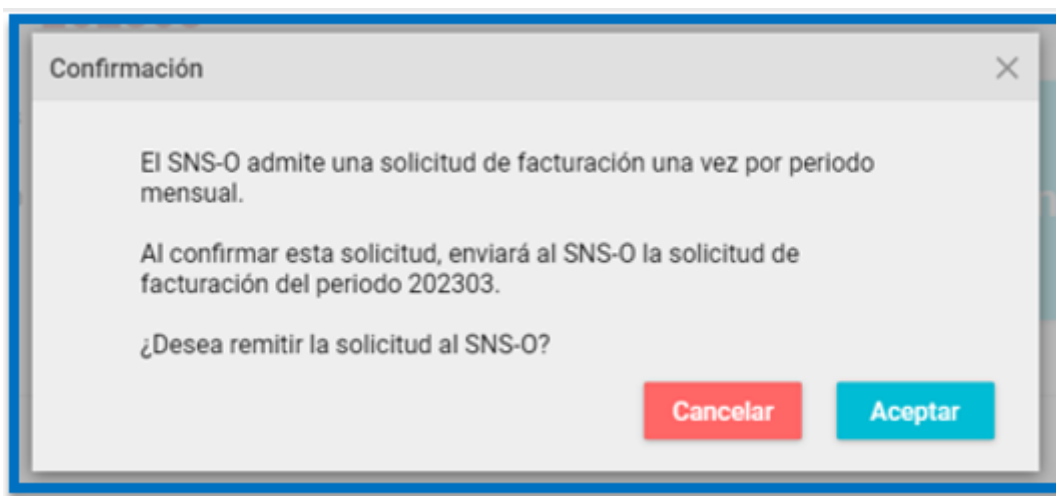 Confirmación
El SNS-O admite una solicitud de facturación una vez por periodo
mensual.
Al confirmar esta solicitud, enviará al SNS-O la solicitud de
facturación del periodo 202303.
¿Desea remitir la solicitud al SNS-O?
Cancelar
Aceptar